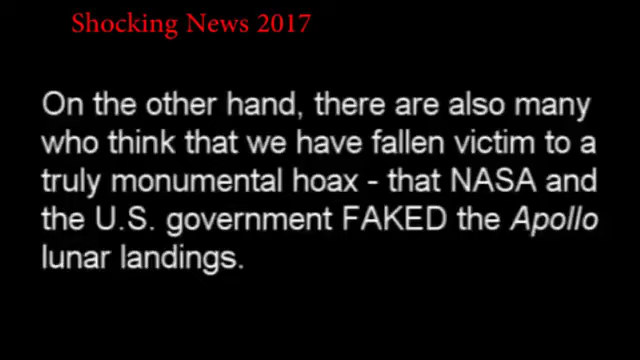 Shocking News 2017
On the other hand, there are also many
who think that we have fallen victim to a
truly monumental hoax - that NASA and
the U.S. government FAKED the Apollo
lunar landings.